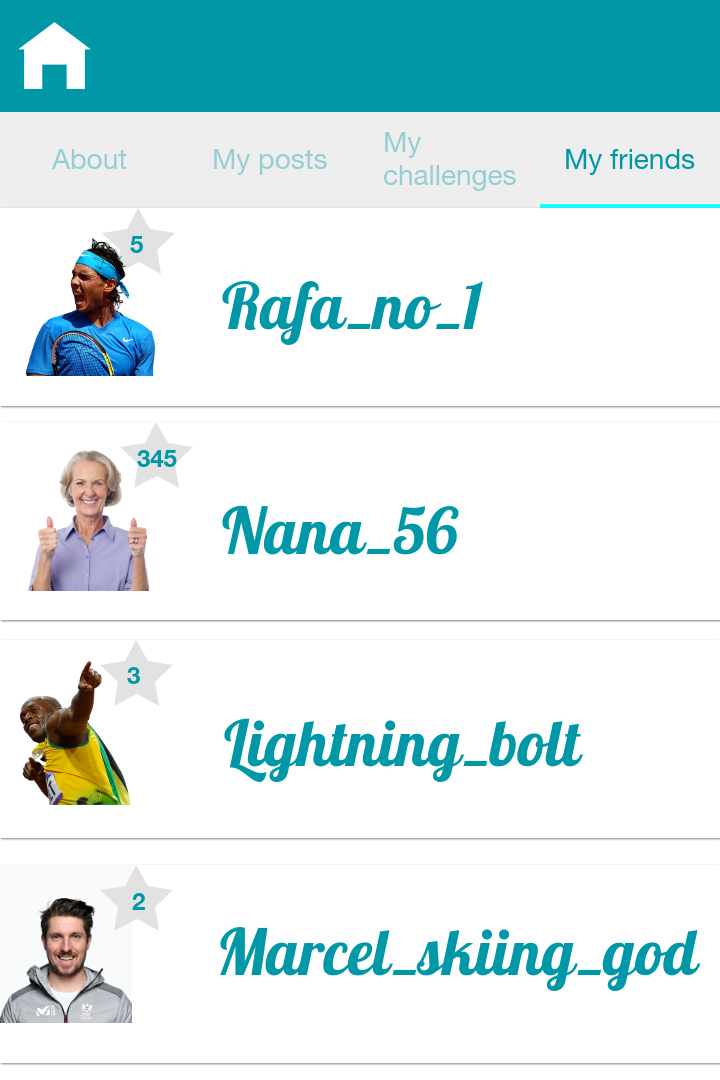 About
My posts
My
challenges
My friends
5
Rafa_no_1
345
Nana_56
3
Lightning_bolt
2
Marcel_skiing_god